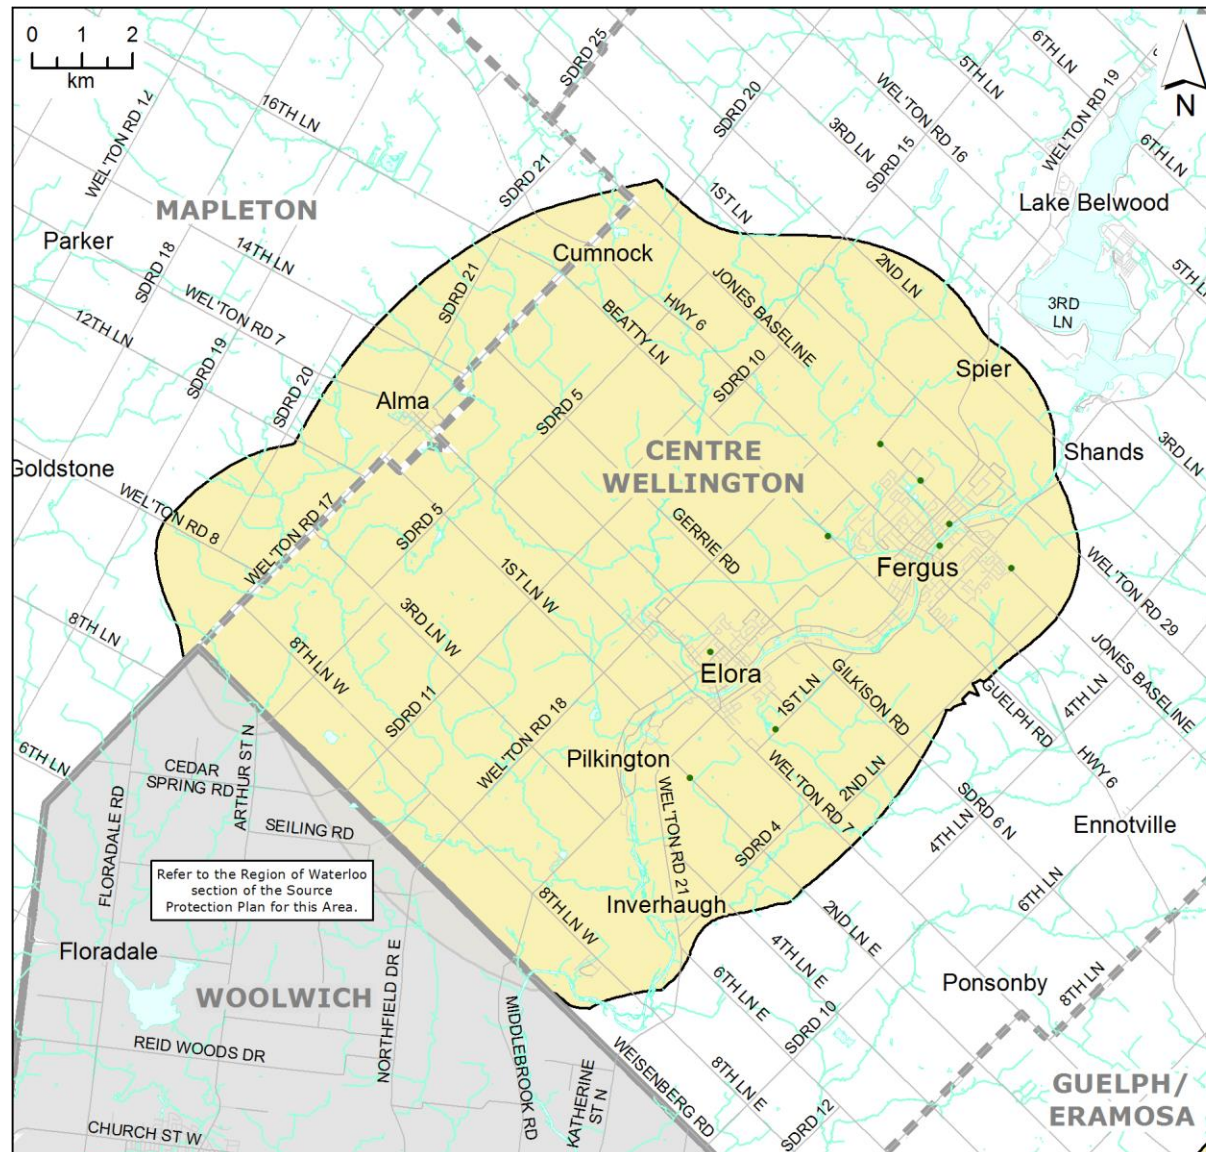 0 1 2
km
N
SDRD 25
6TH LN
5TH LN
WEL'TON RD 19
6TH LN
5TH LN
WEL'TON RD 12
16TH LN
SDRD 20
WEL'TON RD 16
3RD LN
SDRD 15
SDRD 21
1ST LN
Lake Belwood
MAPLETON
Parker
SDRD 18
14TH LN
Cumnock
2ND LN
SDRD 21
HWY 6
JONES BASELINE
3RD
LN
WEL'TON RD 7
12TH LN
SDRD 19
SDRD 20
BEATTY LN
SDRD 10
Spier
Alma
SDRD 5
CENTRE
WELLINGTON
Shands
3RD LN
Goldstone
WEL'TON RD 8
WEL'TON RD 17
SDRD 5
GERRIE RD
1ST LN W
Fergus
WEL'TON RD 29
8TH LN
3RD LN W
8TH LN W
Elora
1ST LN
GILKISON RD
GUELPH RD
4TH LN
JONES BASELINE
SDRD 11
WEL'TON RD 18
6TH LN
Pilkington
WEL'TON RD 7
2ND LN
HWY 6
CEDAR
SPRING RD
ARTHUR ST N
FLORADALE RD
SEILING RD
WEL'TON RD 21
SDRD 4
4TH LN
SDRD 6 N
Ennotville
Refer to the Region of Waterloo
section of the Source
Protection Plan for this Area.
8TH LN W
Inverhaugh
6TH LN
2ND LN E
4TH LN E
Floradale
NORTHFIELD DR E
WOOLWICH
6TH LN E
SDRD 10
Ponsonby
8TH LN
REID WOODS DR
MIDDLEBROOK RD
KATHERINE
ST N
WEISENBERG RD
8TH LN E
SDRD 12
GUELPH/
ERAMOSA
CHURCH ST W